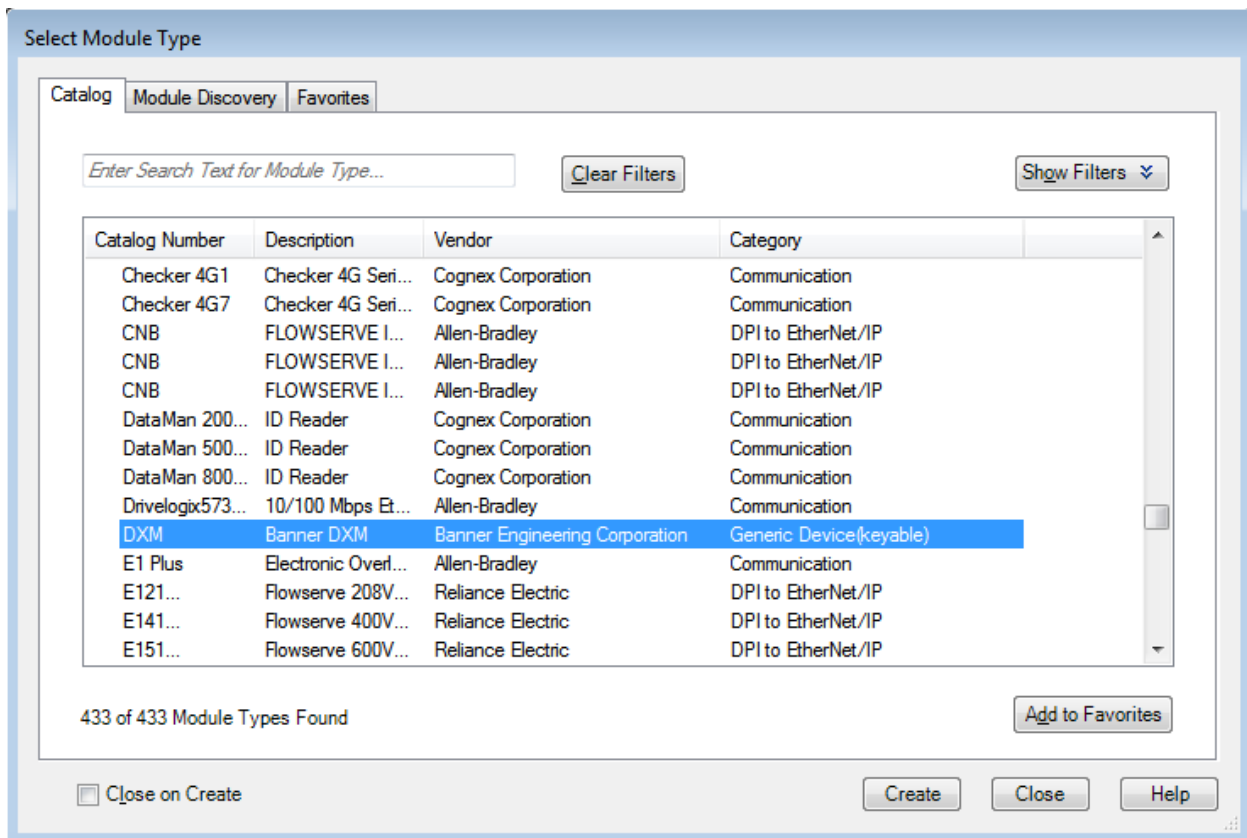 Select Module Type
Catalog Module Discovery Favorites
Enter Search Text for Module Type... Clear Filters Show Filters
Catalog Number Description Vendor Category
Checker 4G1 Checker 4G Seri... Cognex Corporation Communication
Checker 4G7 Checker 4G Seri... Cognex Corporation Communication
CNB FLOWSERVE I... Allen-Bradley DPI to EtherNet/IP
CNB FLOWSERVE I... Allen-Bradley DPI to EtherNet/IP
CNB FLOWSERVE I... Allen-Bradley DPI to EtherNet/IP
DataMan 200... ID Reader Cognex Corporation Communication
DataMan 500... ID Reader Cognex Corporation Communication
DataMan 800... ID Reader Cognex Corporation Communication
Drivelogix573... 10/100 Mbps Et... Allen-Bradley Communication
DXM Banner DXM Banner Engineering Corporation Generic Device(keyable)
E1 Plus Electronic Overl... Allen-Bradley Communication
E121... Flowserve 208V... Reliance Electric DPI to EtherNet/IP
E141... Flowserve 400V... Reliance Electric DPI to EtherNet/IP
E151... Flowserve 600V... Reliance Electric DPI to EtherNet/IP
433 of 433 Module Types Found Add to Favorites
Close on Create Create Close Help